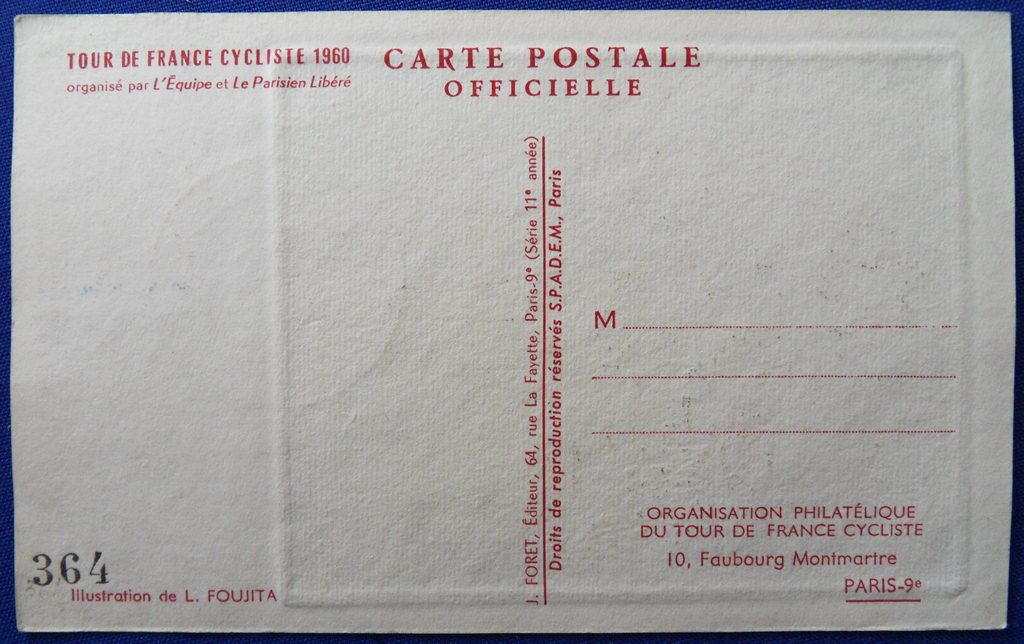 TOUR DE FRANCE CYCLISTE 1960
organisé par L'Équipe et Le Parisien Libéré
CARTE POSTALE
OFFICIELLE
J. FORET, Éditeur, 64, rue La Fayette, Paris-9e (Série 11e année)
Droits de reproduction réservés S.P.A.D.E.M., Paris
M
ORGANISATION PHILATÉLIQUE
DU TOUR DE FRANCE CYCLISTE
10, Faubourg Montmartre
PARIS-9e
364
Illustration de L. FOUJITA